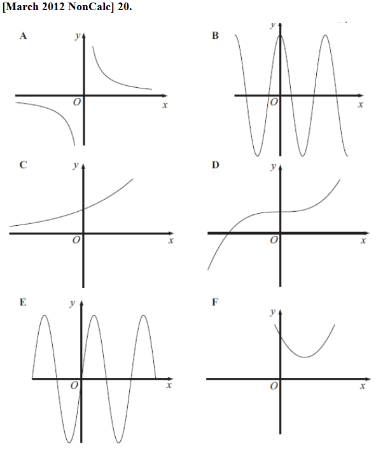 [March 2012 NonCalc] 20.
A y B y
O x O x
C y D y
O x O x
E y F y
O x O x